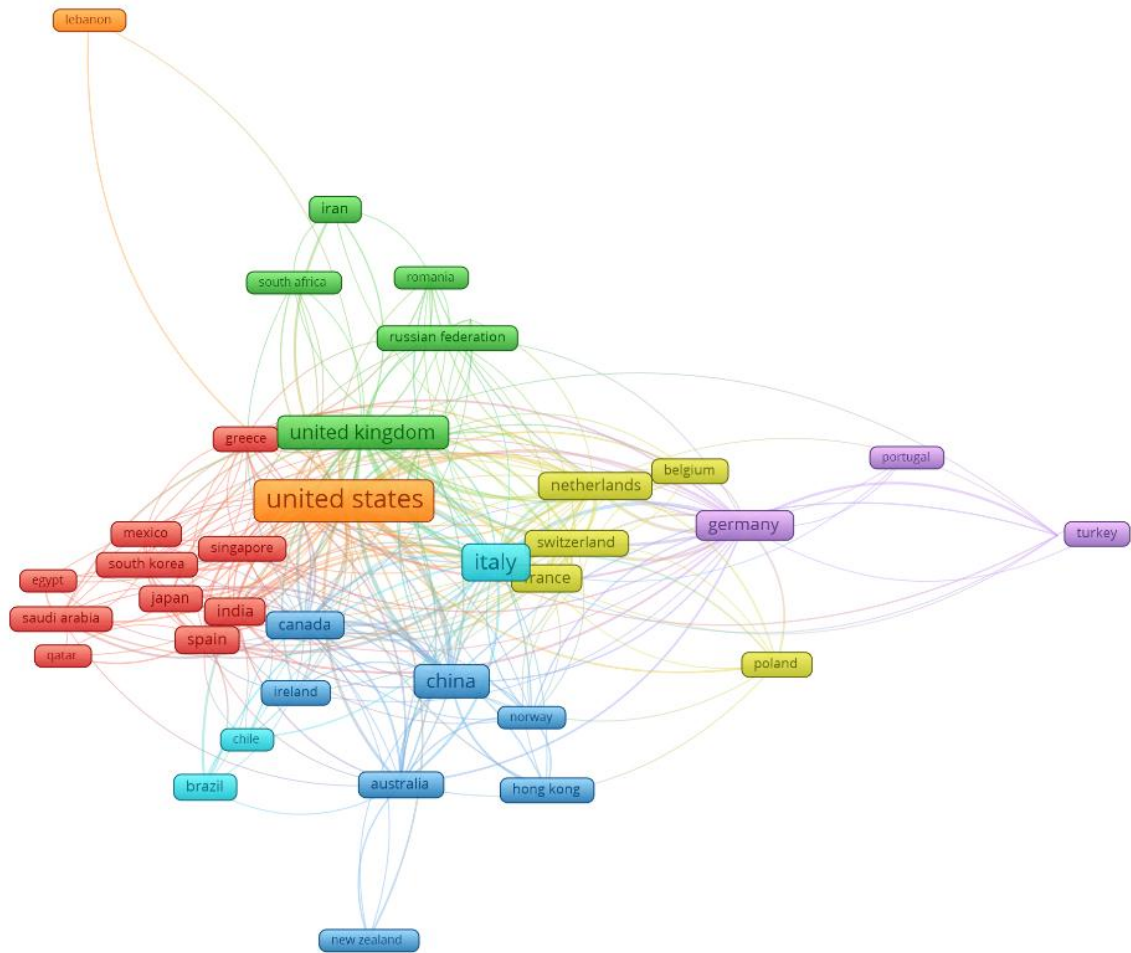 lebanon
iran
south africa
romania
russian federation
greece
united kingdom
portugal
belgium
netherlands
united states
germany
turkey
mexico
singapore
switzerland
south korea
italy
france
egypt
japan
saudi arabia
india
canada
spain
qatar
poland
china
ireland
norway
chile
brazil
australia
hong kong
new zealand